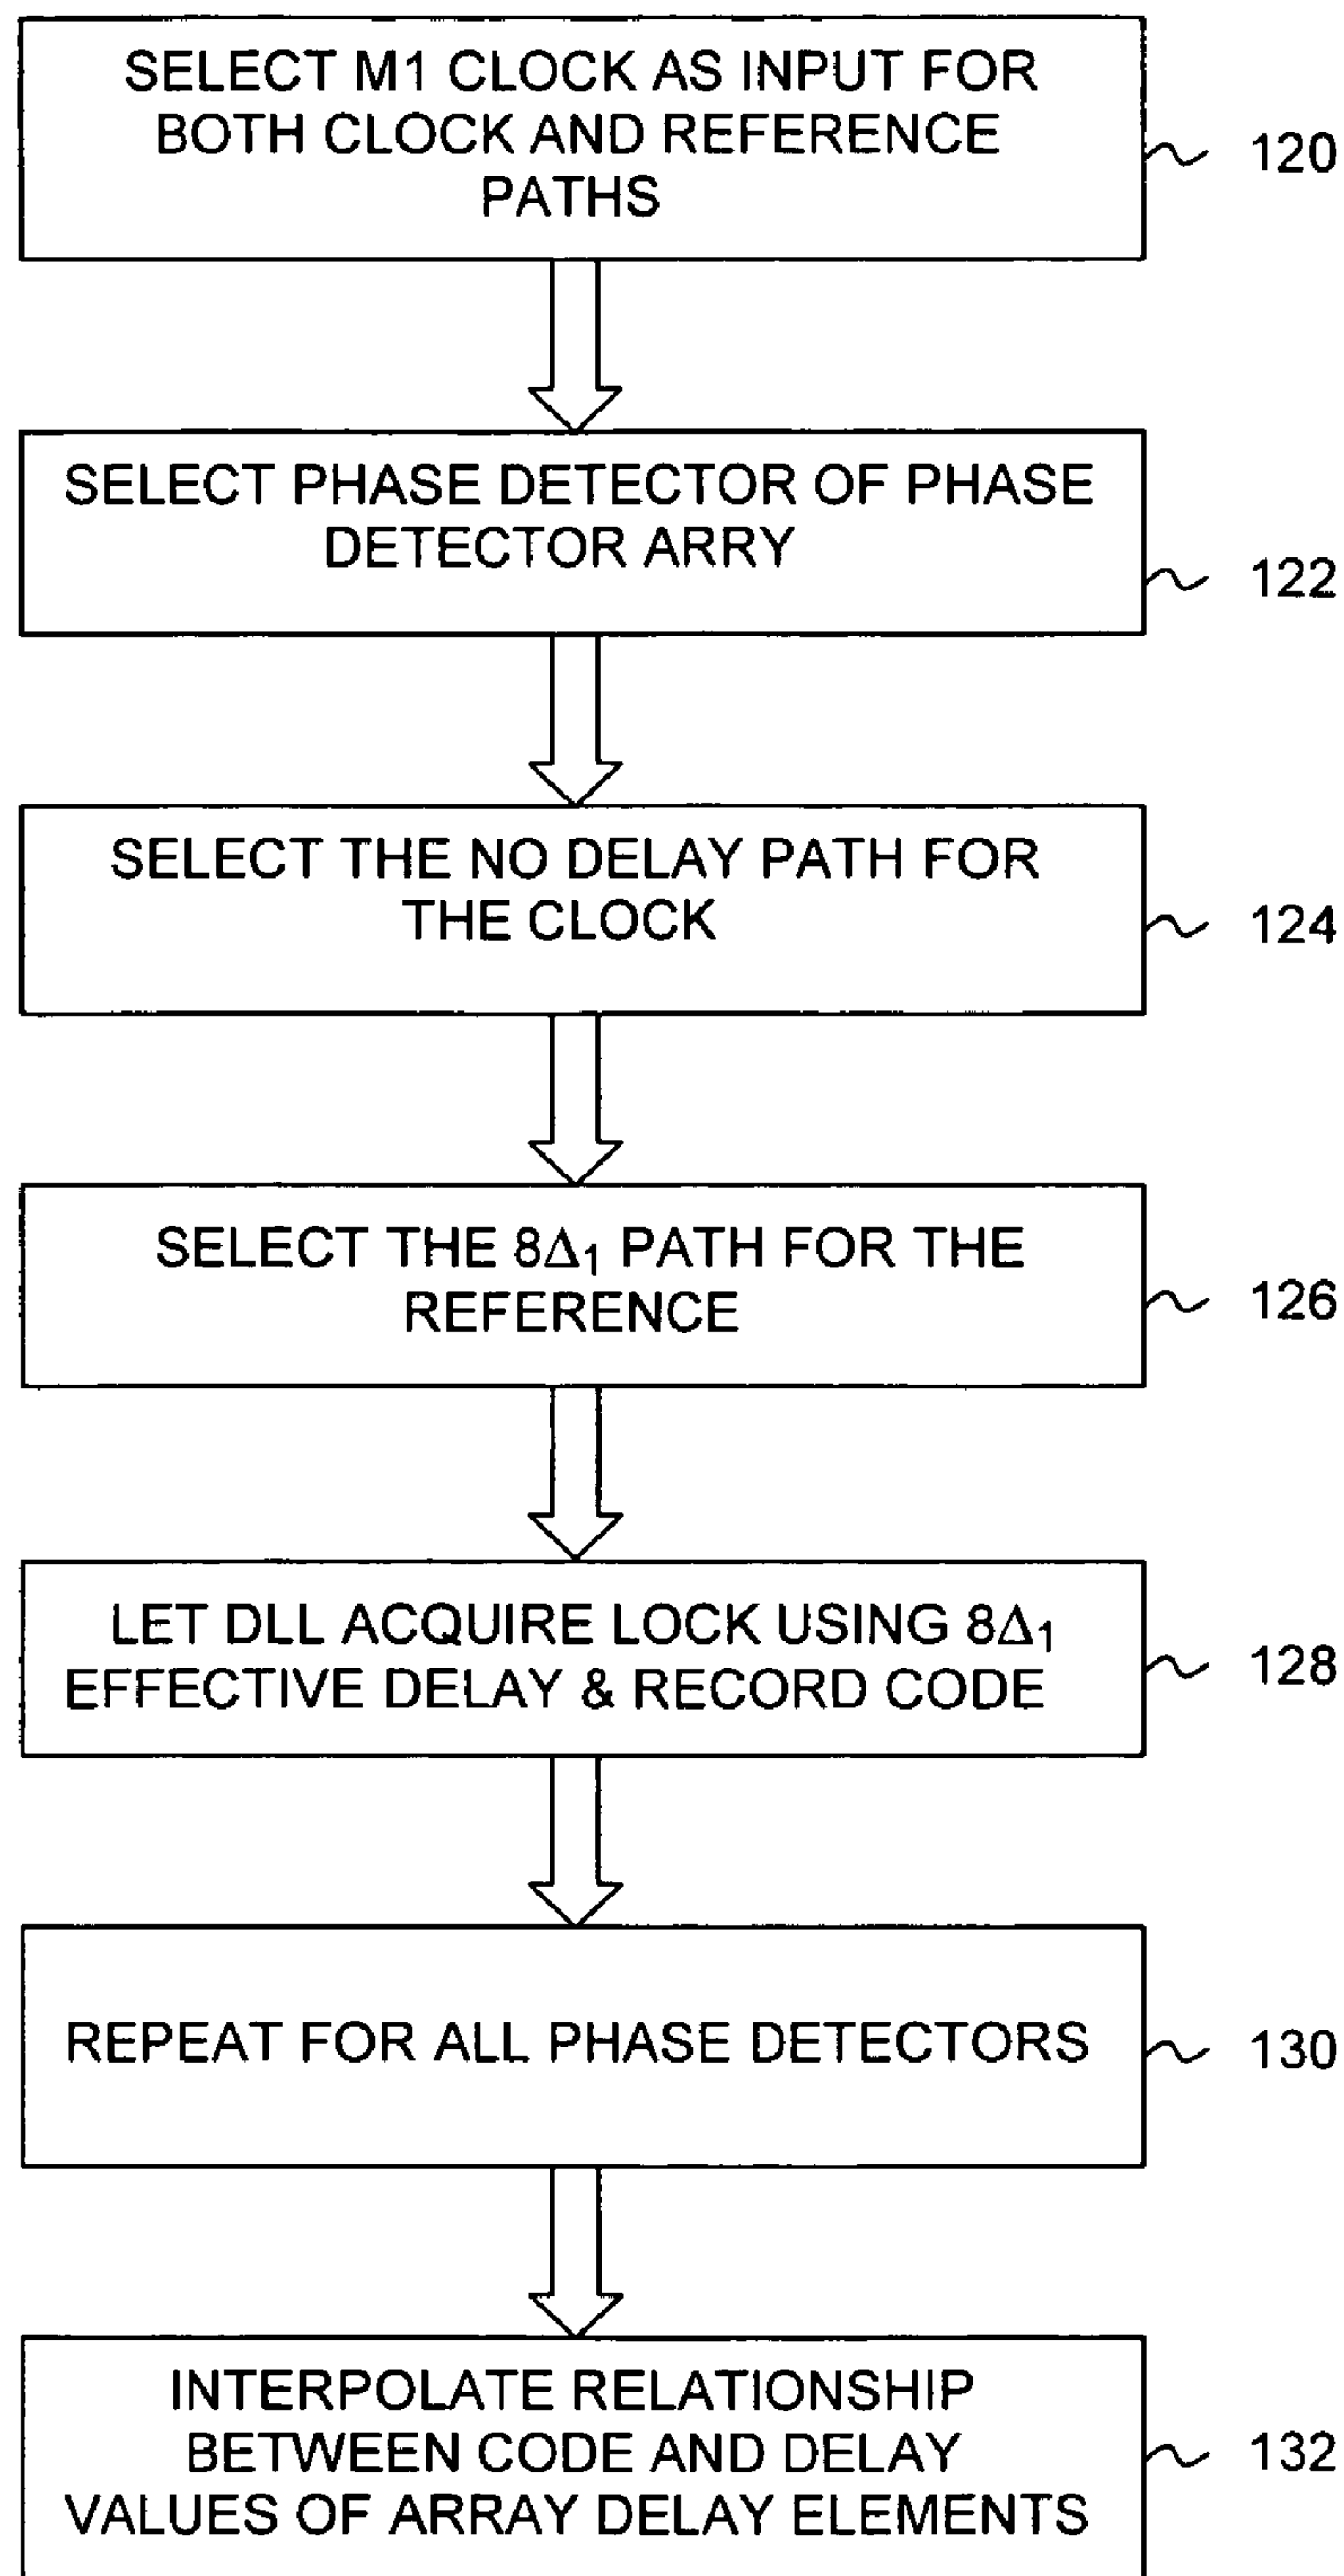 SELECT M1 CLOCK AS INPUT FOR
BOTH CLOCK AND REFERENCE
PATHS
120
SELECT PHASE DETECTOR OF PHASE
DETECTOR ARRY
122
SELECT THE NO DELAY PATH FOR
THE CLOCK
124
SELECT THE 8Δ₁ PATH FOR THE
REFERENCE
126
LET DLL ACQUIRE LOCK USING 8Δ₁
EFFECTIVE DELAY & RECORD CODE
128
REPEAT FOR ALL PHASE DETECTORS
130
INTERPOLATE RELATIONSHIP
BETWEEN CODE AND DELAY
VALUES OF ARRAY DELAY ELEMENTS
132